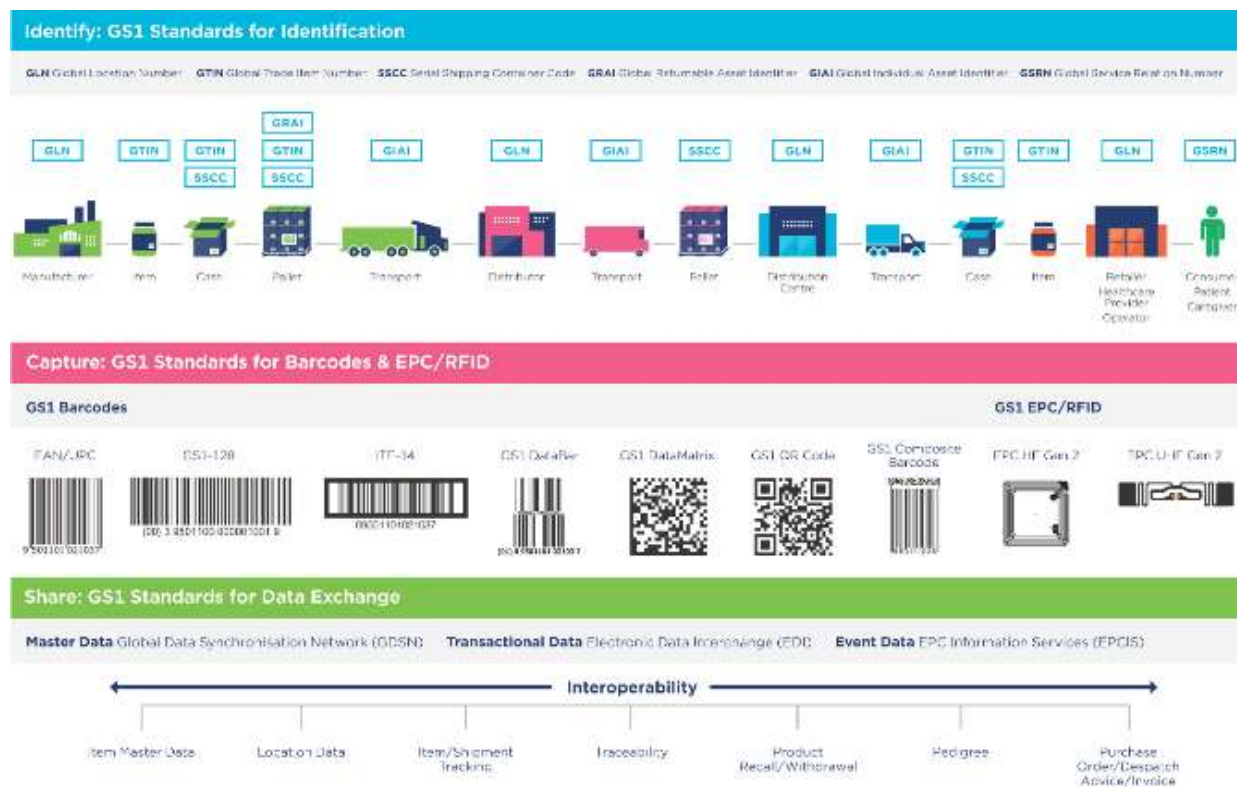 Identify: GS1 Standards for Identification
GLN Global Location Number GTIN Global Trade Item Number SSCC Serial Shipping Container Code GRAI Global Returnable Asset Identifier GIAI Global Individual Asset Identifier GSRN Global Service Relation Number
GRAI
GLN GTIN GTIN GTIN GIAI GLN GIAI SSCC GLN GIAI GTIN GTIN GLN GSRN
SSCC SSCC SSCC
Manufacturer Item Case Pallet Transport Distributor Transport Pallet Distribution Transport Case Item Retailer Consumer
Centre Healthcare Patient
Provider Caregiver
Operator
Capture: GS1 Standards for Barcodes & EPC/RFID
GS1 Barcodes GS1 EPC/RFID
EAN/UPC GS1-128 ITF-14 GS1 DataBar GS1 DataMatrix GS1 QR Code GS1 Composite EPC HF Gen 2 EPC UHF Gen 2
Barcode
09501101021037
Share: GS1 Standards for Data Exchange
Master Data Global Data Synchronisation Network (GDSN) Transactional Data Electronic Data Interchange (EDI) Event Data EPC Information Services (EPCIS)
Interoperability
Item Master Data Location Data Item/Shipment Traceability Product Pedigree Purchase
Tracking Recall/Withdrawal Order/Despatch
Advice/Invoice